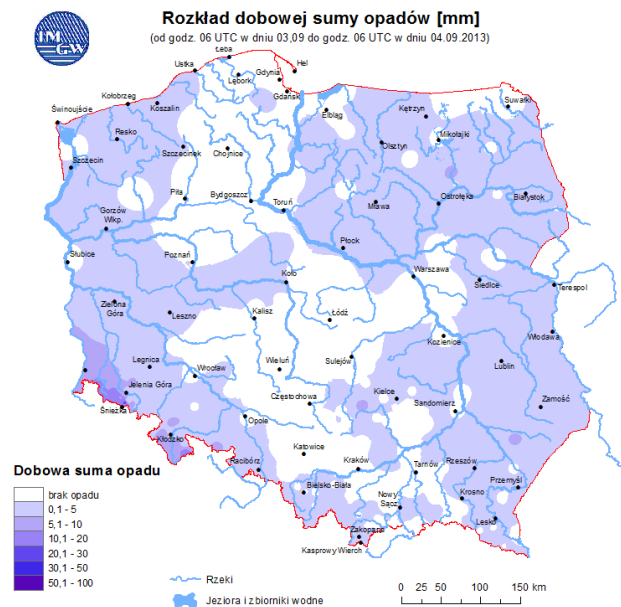 IM
GW
Rozkład dobowej sumy opadów [mm]
(od godz. 06 UTC w dniu 03,09 do godz. 06 UTC w dniu 04.09.2013)
Łeba
Ustka
Hel
Lębork
Gdynia
Gdańsk
Kołobrzeg
Koszalin
Świnoujście
Elbląg
Kętrzyn
Suwałki
Resko
Szczecinek
Chojnice
Olsztyn
Mikołajki
Szczecin
Piła
Bydgoszcz
Toruń
Mława
Ostrołęka
Białystok
Gorzów
Wlkp.
Płock
Słubice
Poznań
Koło
Warszawa
Siedlce
Terespol
Zielona
Góra
Leszno
Kalisz
Łódź
Kozienice
Włodawa
Legnica
Wrocław
Wieluń
Sulejów
Lublin
Jelenia Góra
Śnieżka
Częstochowa
Kielce
Sandomierz
Zamość
Opole
Kłodzko
Katowice
Racibórz
Kraków
Tarnów
Rzeszów
Przemyśl
Bielsko-Biała
Nowy
Sącz
Krosno
Lesko
Zakopane
Kasprowy Wierch
Dobowa suma opadu
brak opadu
0,1 - 5
5,1 - 10
10,1 - 20
20,1 - 30
30,1 - 50
50,1 - 100
Rzeki
Jeziora i zbiorniki wodne
0 25 50 100 150 km